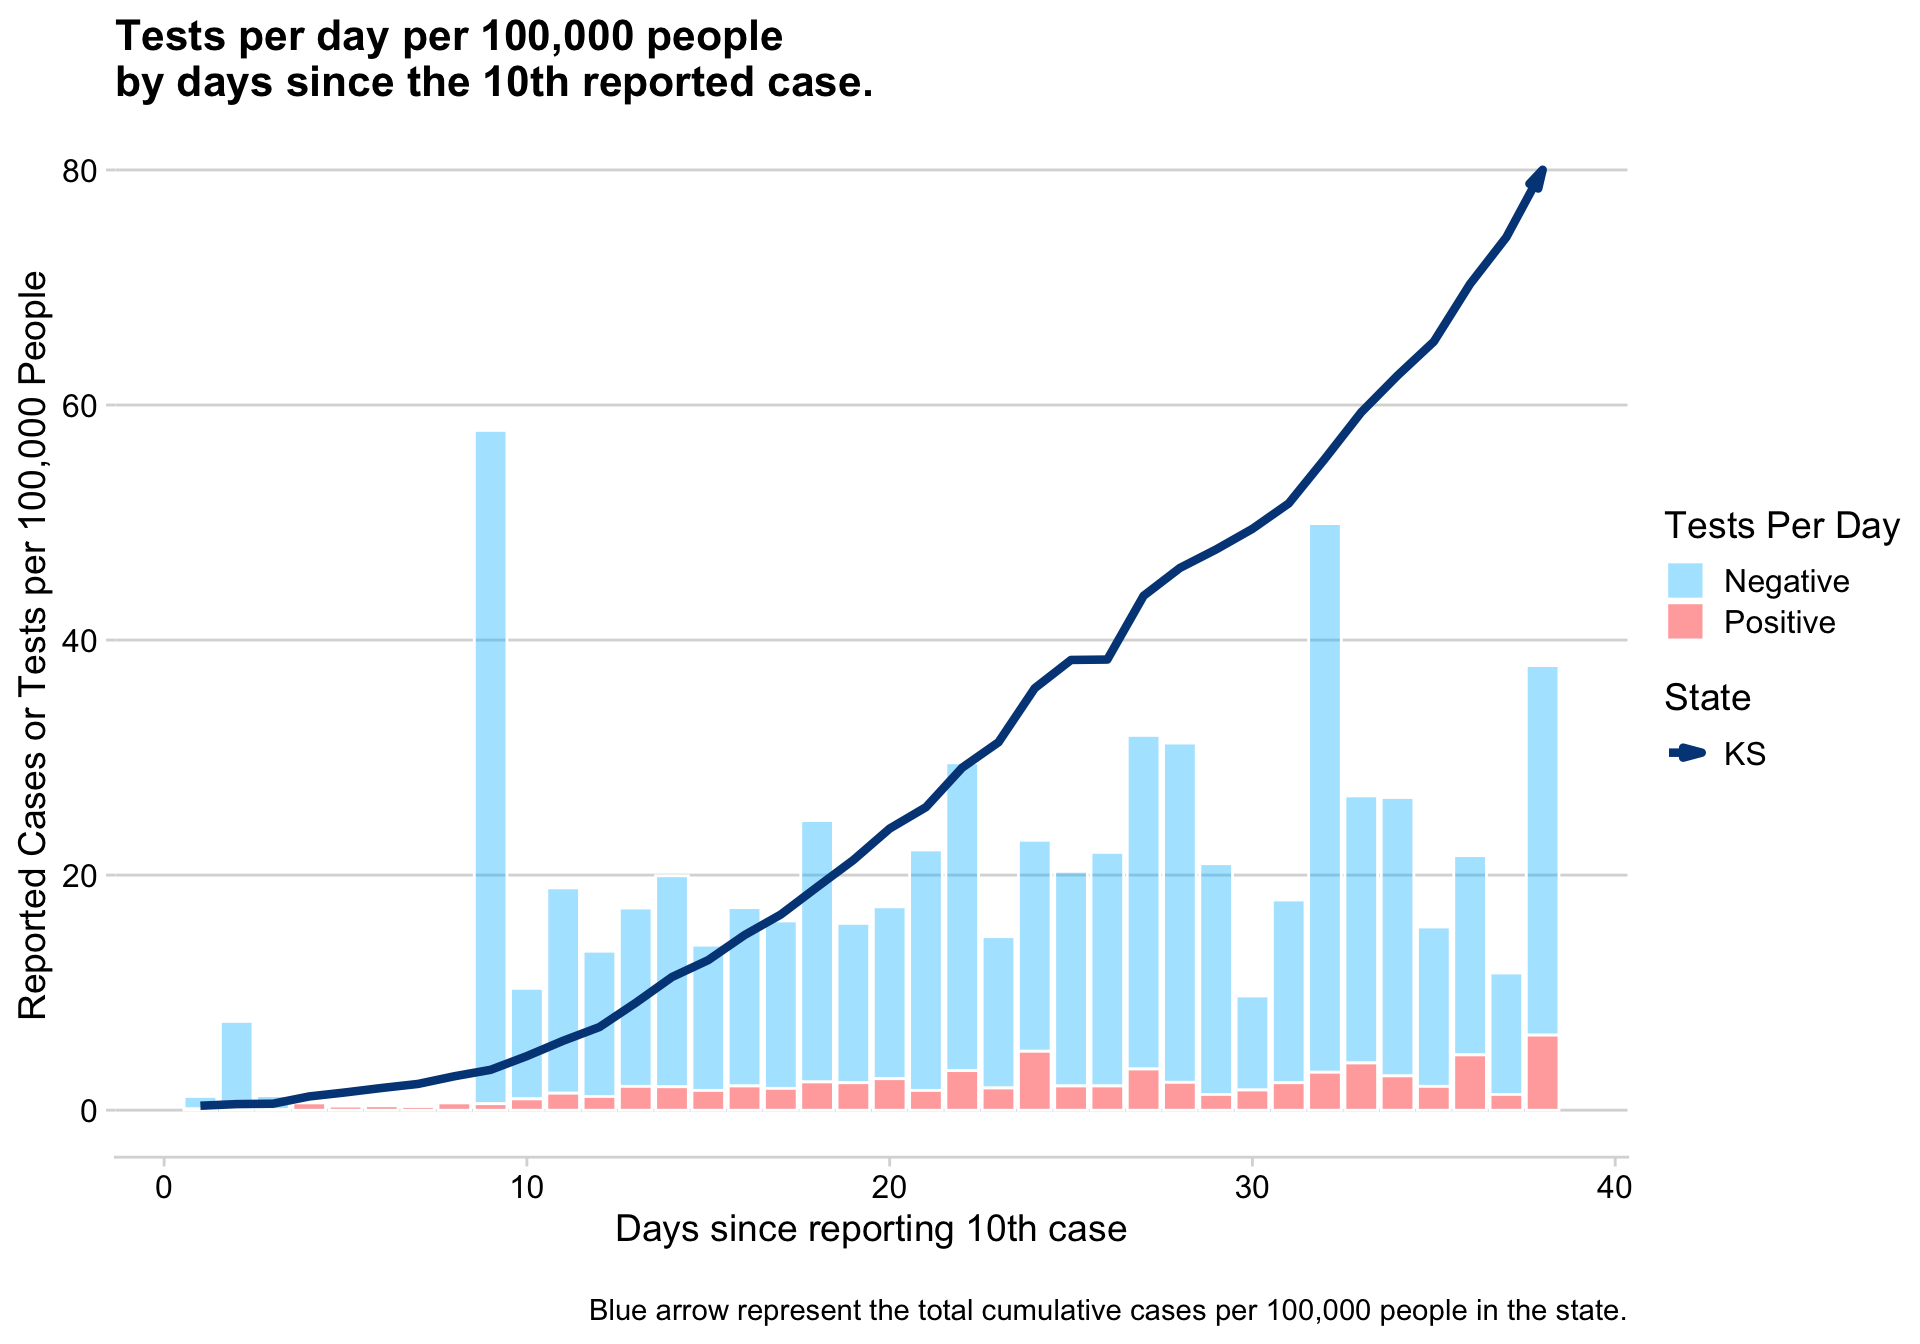 Tests per day per 100,000 people
by days since the 10th reported case.
Reported Cases or Tests per 100,000 People
80
60
40
20
0
0
10
20
30
40
Days since reporting 10th case
Tests Per Day
Negative
Positive
State
KS
Blue arrow represent the total cumulative cases per 100,000 people in the state.